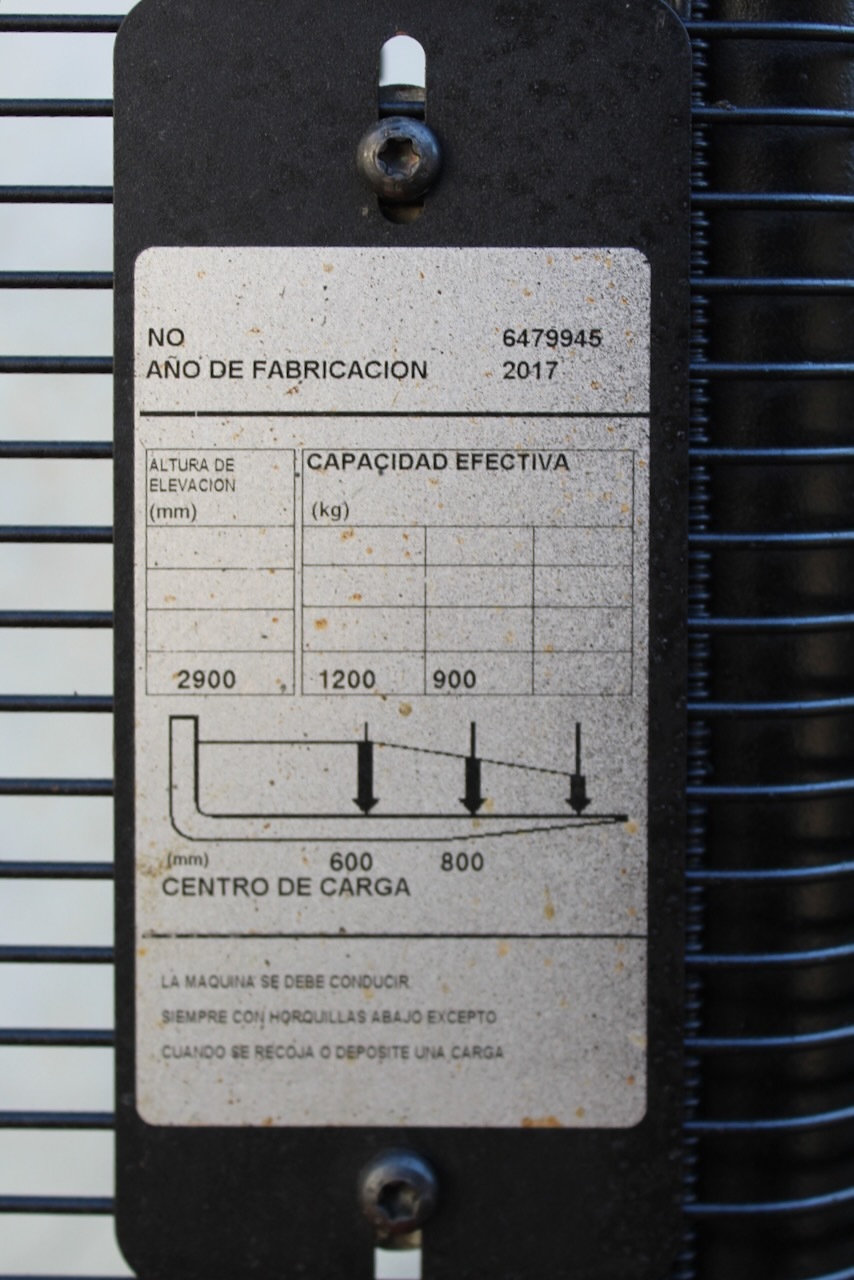 NO 6479945
AÑO DE FABRICACION 2017
ALTURA DE CAPACIDAD EFECTIVA
ELEVACION
(mm) (kg)
2900 1200 900
(mm) 600 800
CENTRO DE CARGA
LA MAQUINA SE DEBE CONDUCIR
SIEMPRE CON HORQUILLAS ABAJO EXCEPTO
CUANDO SE RECOJA O DEPOSITE UNA CARGA